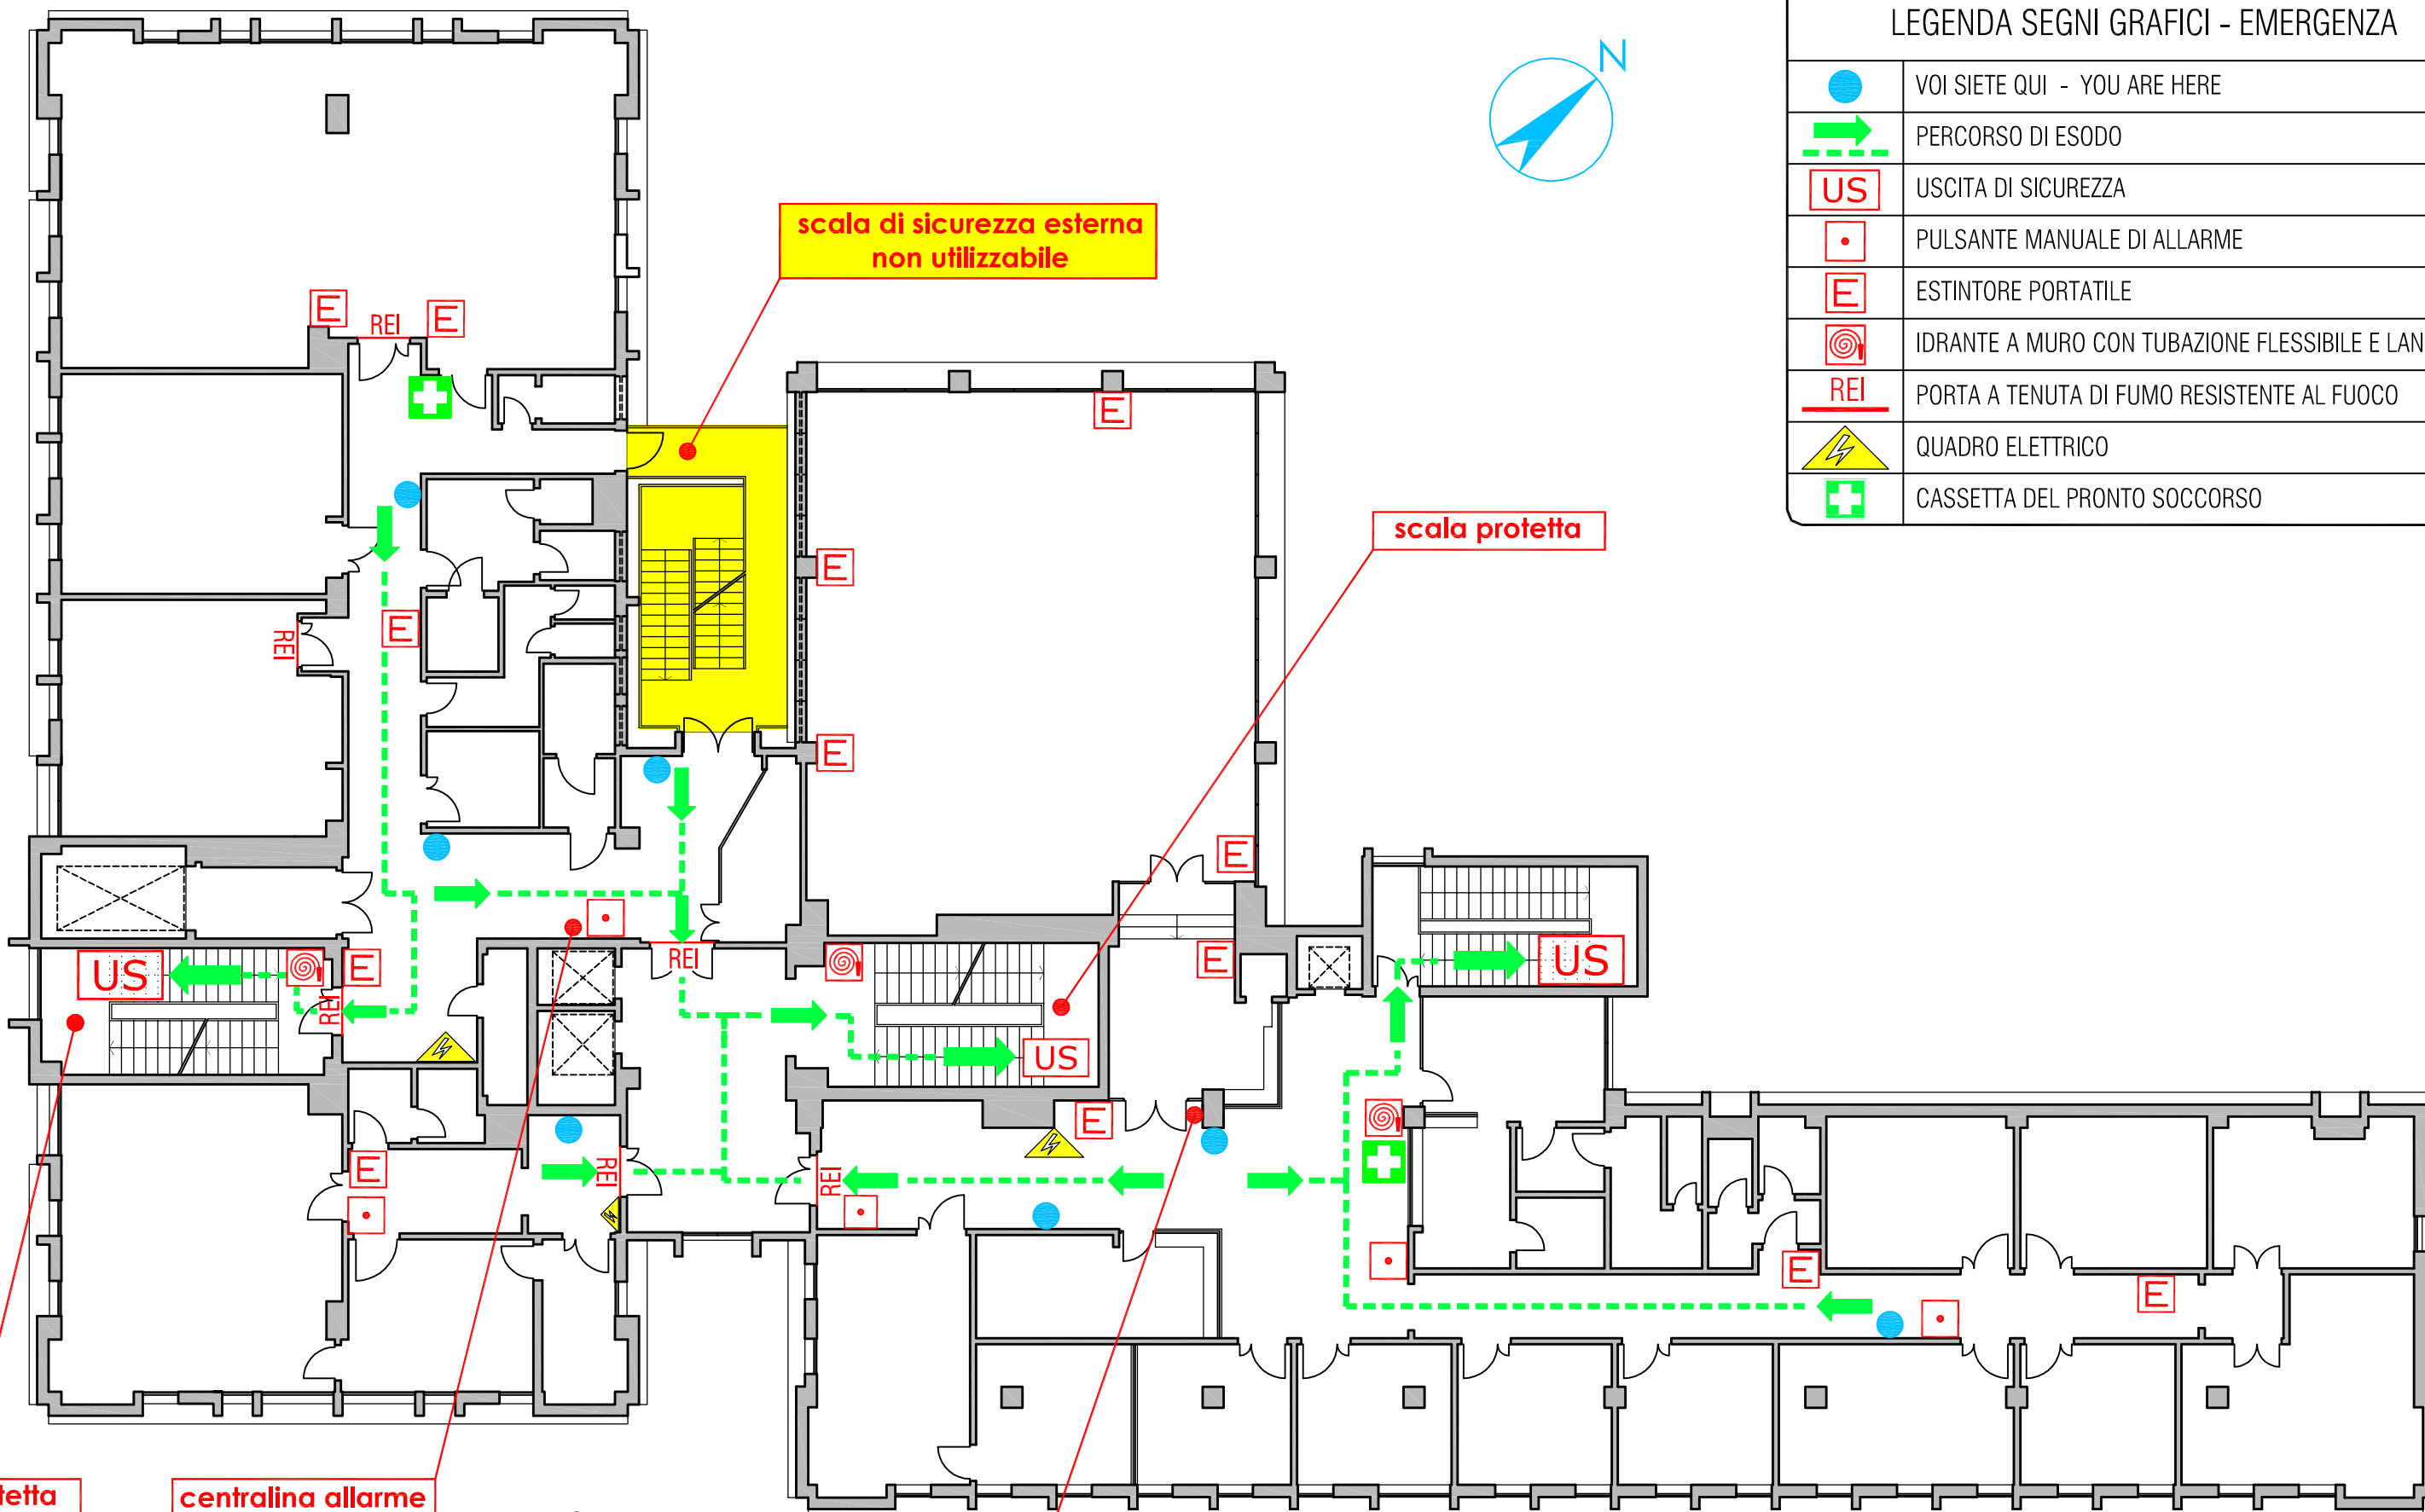 LEGENDA SEGNI GRAFICI - EMERGENZA
N
VOI SIETE QUI - YOU ARE HERE
PERCORSO DI ESODO
US
USCITA DI SICUREZZA
PULSANTE MANUALE DI ALLARME
E
ESTINTORE PORTATILE
IDRANTE A MURO CON TUBAZIONE FLESSIBILE E LAN
REI
PORTA A TENUTA DI FUMO RESISTENTE AL FUOCO
QUADRO ELETTRICO
CASSETTA DEL PRONTO SOCCORSO
scala di sicurezza esterna
non utilizzabile
E
REI
E
E
scala protetta
E
E
REI
E
E
US
E
REI
REI
E
US
US
E
E
REI
REI
E
E
tetta
centralina allarme